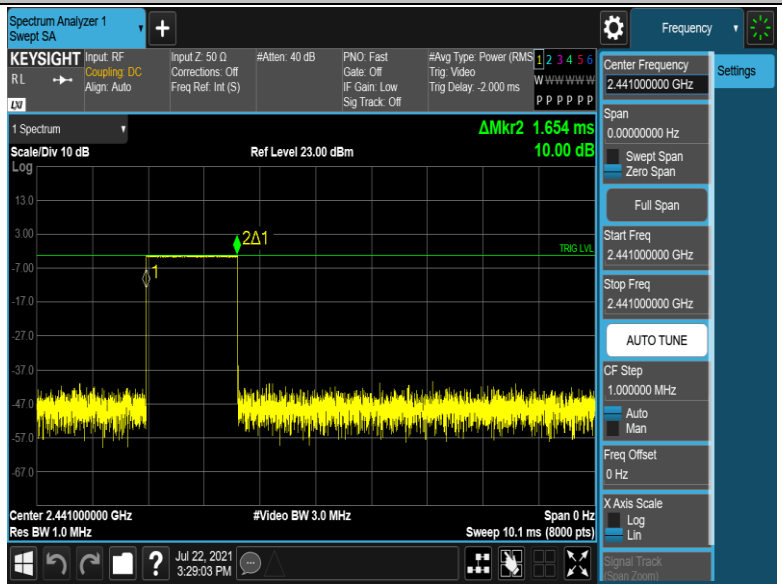 Spectrum Analyzer 1
Swept SA
+
Frequency
KEYSIGHT
RL
LXI
Input: RF
Coupling: DC
Align: Auto
Input Z: 50 Ω
Corrections: Off
Freq Ref: Int (S)
#Atten: 40 dB
PNO: Fast
Gate: Off
IF Gain: Low
Sig Track: Off
#Avg Type: Power (RMS
Trig: Video
Trig Delay: -2.000 ms
1 2 3 4 5 6
W W W W W W
P P P P P P
1 Spectrum
Scale/Div 10 dB
Ref Level 23.00 dBm
ΔMkr2 1.654 ms
10.00 dB
Log
13.0
3.00
-7.00
-17.0
-27.0
-37.0
-47.0
-57.0
-67.0
2Δ1
1
TRIG LVL
Center 2.441000000 GHz
Res BW 1.0 MHz
#Video BW 3.0 MHz
Span 0 Hz
Sweep 10.1 ms (8000 pts)
Center Frequency
2.441000000 GHz
Span
0.00000000 Hz
Swept Span
Zero Span
Full Span
Start Freq
2.441000000 GHz
Stop Freq
2.441000000 GHz
AUTO TUNE
CF Step
1.000000 MHz
Auto
Man
Freq Offset
0 Hz
X Axis Scale
Log
Lin
Signal Track
(Span Zoom)
Settings
?
Jul 22, 2021
3:29:03 PM